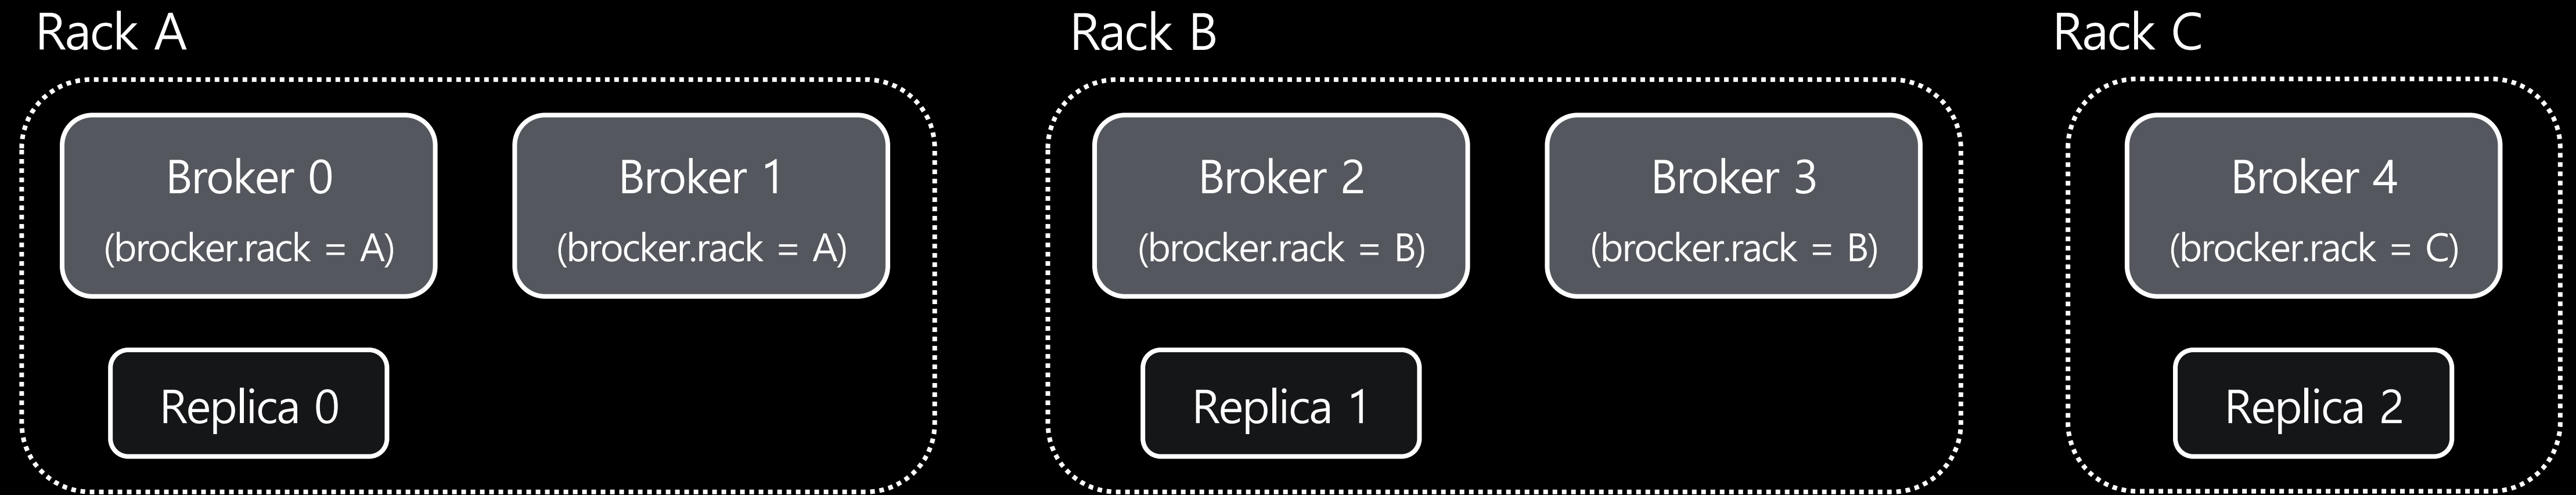 Rack A
Rack B
Rack C
Broker 0
(brocker.rack = A)
Broker 1
(brocker.rack = A)
Broker 2
(brocker.rack = B)
Broker 3
(brocker.rack = B)
Broker 4
(brocker.rack = C)
Replica 0
Replica 1
Replica 2